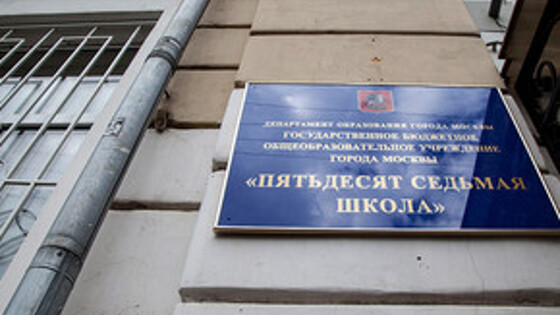 ДЕПАРТАМЕНТ ОБРАЗОВАНИЯ ГОРОДА МОСКВЫ
ГОСУДАРСТВЕННОЕ БЮДЖЕТНОЕ
ОБЩЕОБРАЗОВАТЕЛЬНОЕ УЧРЕЖДЕНИЕ
ГОРОДА МОСКВЫ
«ПЯТЬДЕСЯТ СЕДЬМАЯ
ШКОЛА»